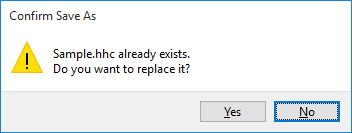 Confirm Save As
Sample.hhc already exists.
Do you want to replace it?
Yes
No